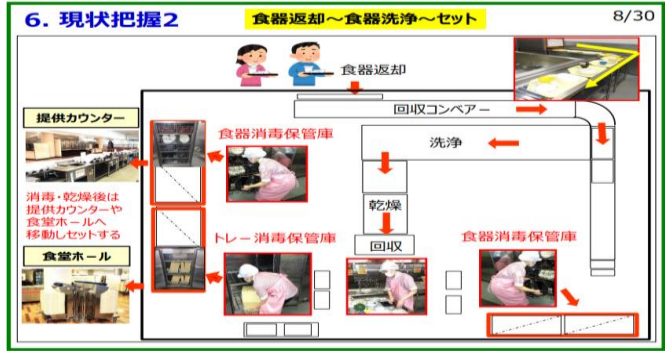 6. 現状把握2
食器返却～食器洗浄～セット
8/30
食器返却
回収コンベアー
提供カウンター
食器消毒保管庫
洗浄
消毒・乾燥後は
提供カウンターや
食堂ホールへ
移動しセットする
乾燥
回収
トレー消毒保管庫
食器消毒保管庫
食堂ホール